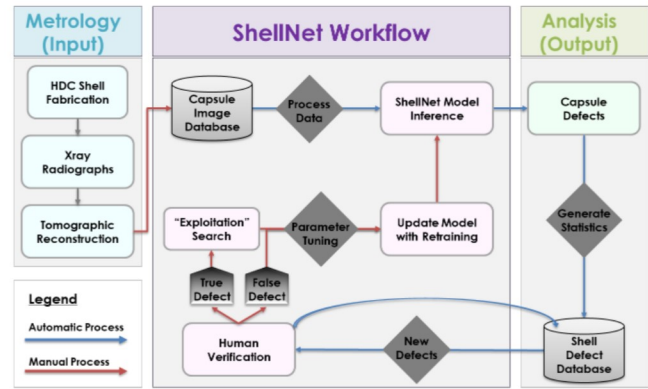 Metrology
(Input)
ShellNet Workflow
Analysis
(Output)
HDC Shell
Fabrication
Xray
Radiographs
Tomographic
Reconstruction
Capsule
Image
Database
Process
Data
ShellNet Model
Inference
Capsule
Defects
"Exploitation"
Search
Parameter
Tuning
Update Model
with Retraining
Generate
Statistics
True
Defect
False
Defect
Human
Verification
New
Defects
Shell
Defect
Database
Legend
Automatic Process
Manual Process